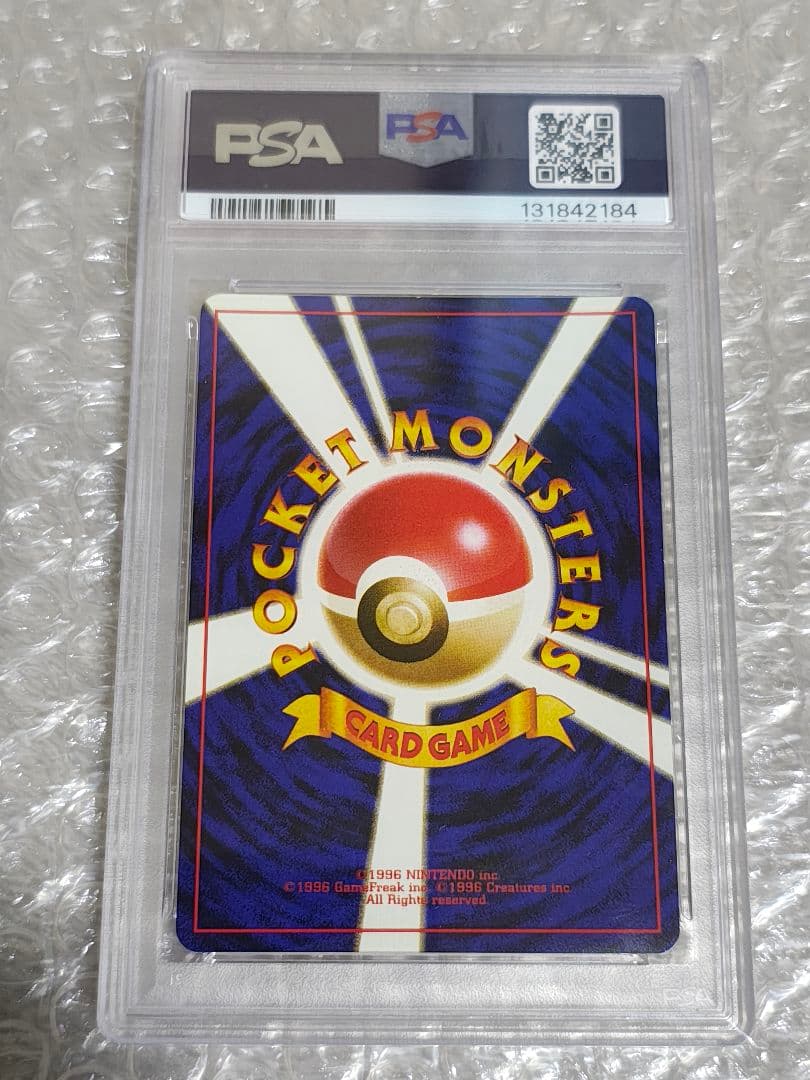 PSA
PSA
131842184
POCKET MONSTERS
CARD GAME
©1996 NINTENDO inc.
©1996 GameFreak inc. ©1996 Creatures inc.
All Rights reserved.
PSA